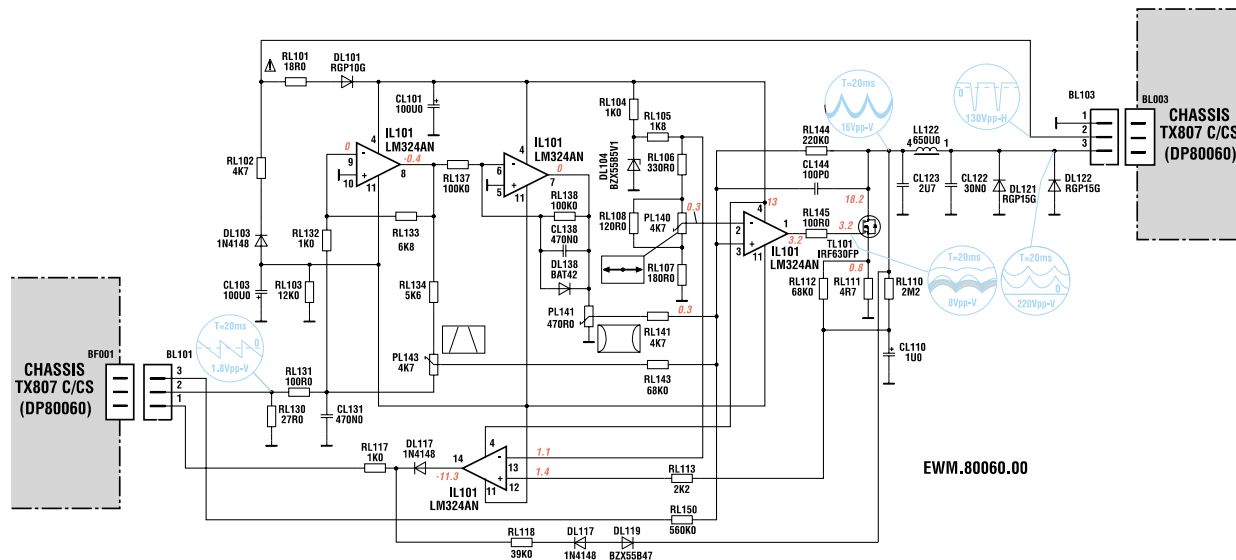 RL101
18R0
DL101
RGP10G
CL101
100U0
IL101
LM324AN
0
9
10
4
11
8
-0.4
RL102
4K7
DL103
1N4148
CL103
100U0
RL103
12K0
RL132
1K0
RL133
6K8
RL134
5K6
PL143
4K7
RL137
100K0
IL101
LM324AN
4
6
5
7
11
0
RL138
100K0
CL138
470N0
DL138
BAT42
PL141
470R0
RL104
1K0
RL105
1K8
DL104
BZX55B5V1
RL106
330R0
RL108
120R0
PL140
4K7
RL107
180R0
0.3
0.3
RL141
4K7
RL143
68K0
13
4
2
3
1
11
3.2
IL101
LM324AN
RL144
220K0
CL144
100P0
RL145
100R0
18.2
3.2
TL101
IRF630FP
0.8
RL112
68K0
RL111
4R7
RL110
2M2
CL110
1U0
T=20ms
16Vpp-V
0
130Vpp-H
4
LL122
650U0
1
CL123
2U7
CL122
30N0
DL121
RGP15G
DL122
RGP15G
T=20ms
8Vpp-V
T=20ms
0
220Vpp-V
BL103
1
2
3
BL003
CHASSIS
TX807 C/CS
(DP80060)
CHASSIS
TX807 C/CS
(DP80060)
BF001
BL101
3
2
1
T=20ms
0
1.8Vpp-V
RL131
100R0
RL130
27R0
CL131
470N0
RL117
1K0
DL117
1N4148
14
-11.3
4
13
12
11
IL101
LM324AN
1.1
1.4
RL113
2K2
RL150
560K0
RL118
39K0
DL117
1N4148
DL119
BZX55B47
EWM.80060.00